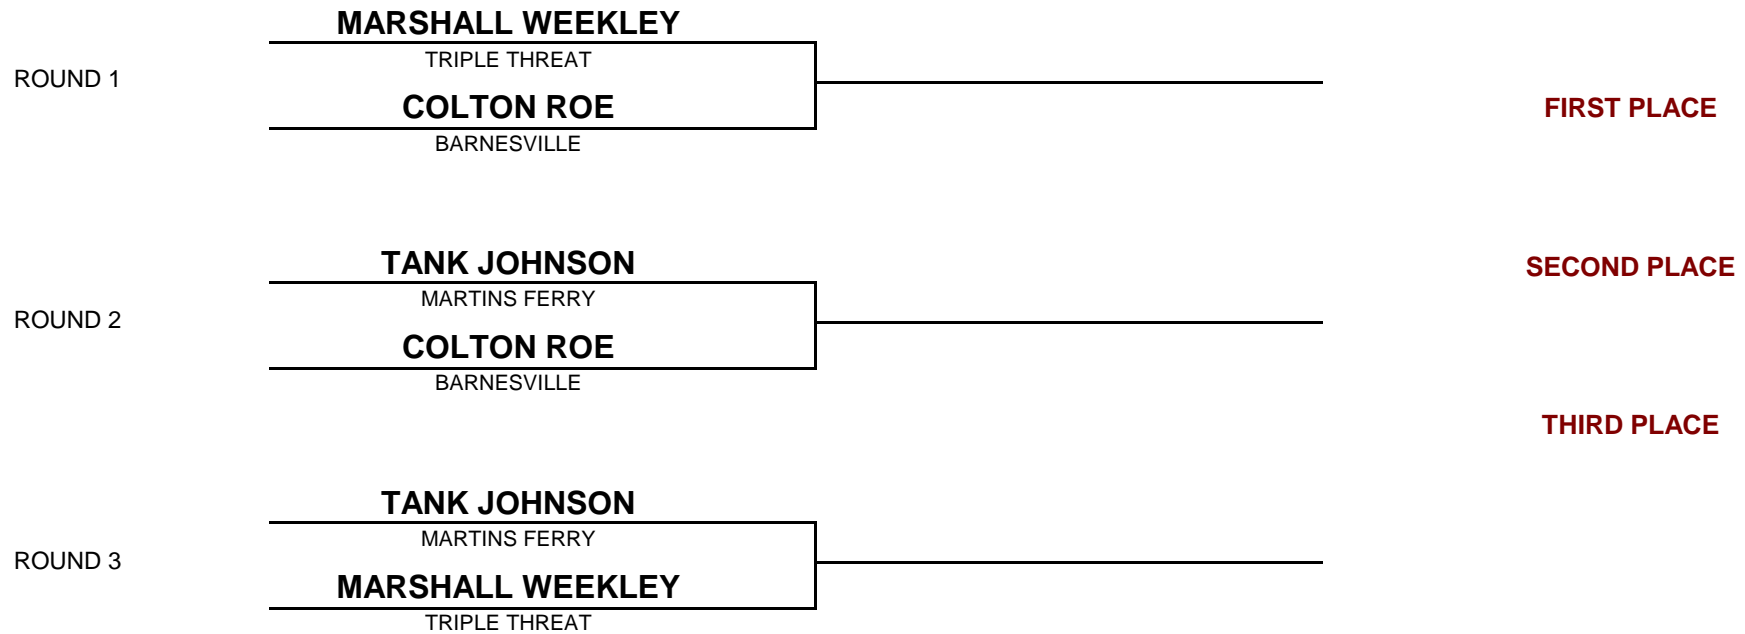 MARSHALL WEEKLEY
TRIPLE THREAT
ROUND 1
COLTON ROE
BARNESVILLE
FIRST PLACE
TANK JOHNSON
MARTINS FERRY
SECOND PLACE
ROUND 2
COLTON ROE
BARNESVILLE
THIRD PLACE
TANK JOHNSON
MARTINS FERRY
ROUND 3
MARSHALL WEEKLEY
TRIPLE THREAT